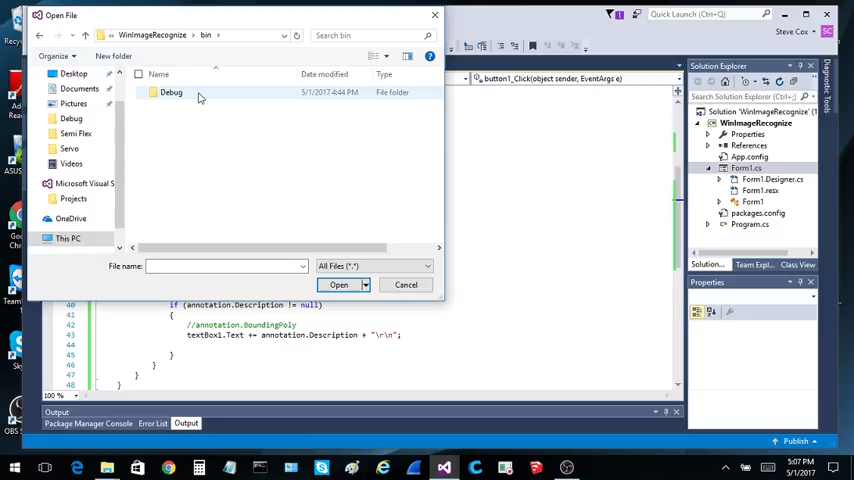 Open File
WinImageRecognize > bin >
Search bin
Organize
New folder
Name
Date modified
Type
Debug
5/1/2017 4:44 PM
File folder
Desktop
Documents
Pictures
Debug
Semi Flex
Servo
Videos
Microsoft Visual S
Projects
OneDrive
This PC
File name:
All Files (*.*)
Open
Cancel
Quick Launch (Ctrl+Q)
Steve Cox
SC
button1_Click(object sender, EventArgs e)
Solution Explorer
Search Solution Explorer (Ctrl+;)
Solution 'WinImageRecognize' (1
WinImageRecognize
Properties
References
App.config
Form1.cs
Form1.Designer.cs
Form1.resx
Form1
packages.config
Program.cs
Solution...
Team Expl...
Class View
Properties
Diagnostic Tools
40 if (annotation.Description != null)
41 {
42 //annotation.BoundingPoly
43 textBox1.Text += annotation.Description + "\r\n";
44
45 }
46 }
47 }
48 }
100 %
Output
Package Manager Console
Error List
Output
Publish
5:07 PM
5/1/2017